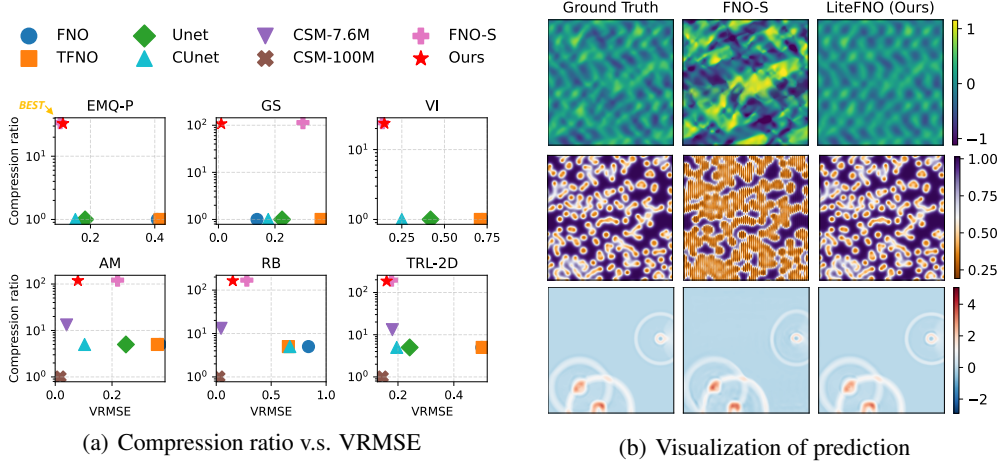 FNO Unet CSM-7.6M FNO-S
TFNO CUnet CSM-100M Ours
BEST
EMQ-P GS VI
Compression ratio
10^1
10^0
0.2 0.4
10^2
10^1
10^0
0.0 0.2
10^1
10^0
0.25 0.50 0.75
AM RB TRL-2D
Compression ratio
10^2
10^1
10^0
0.0 0.2 0.4
VRMSE
10^2
10^1
10^0
0.0 0.5 1.0
VRMSE
10^2
10^1
10^0
0.2 0.4
VRMSE
(a) Compression ratio v.s. VRMSE
Ground Truth FNO-S LiteFNO (Ours)
1
0
−1
1.00
0.75
0.50
0.25
4
2
0
−2
(b) Visualization of prediction